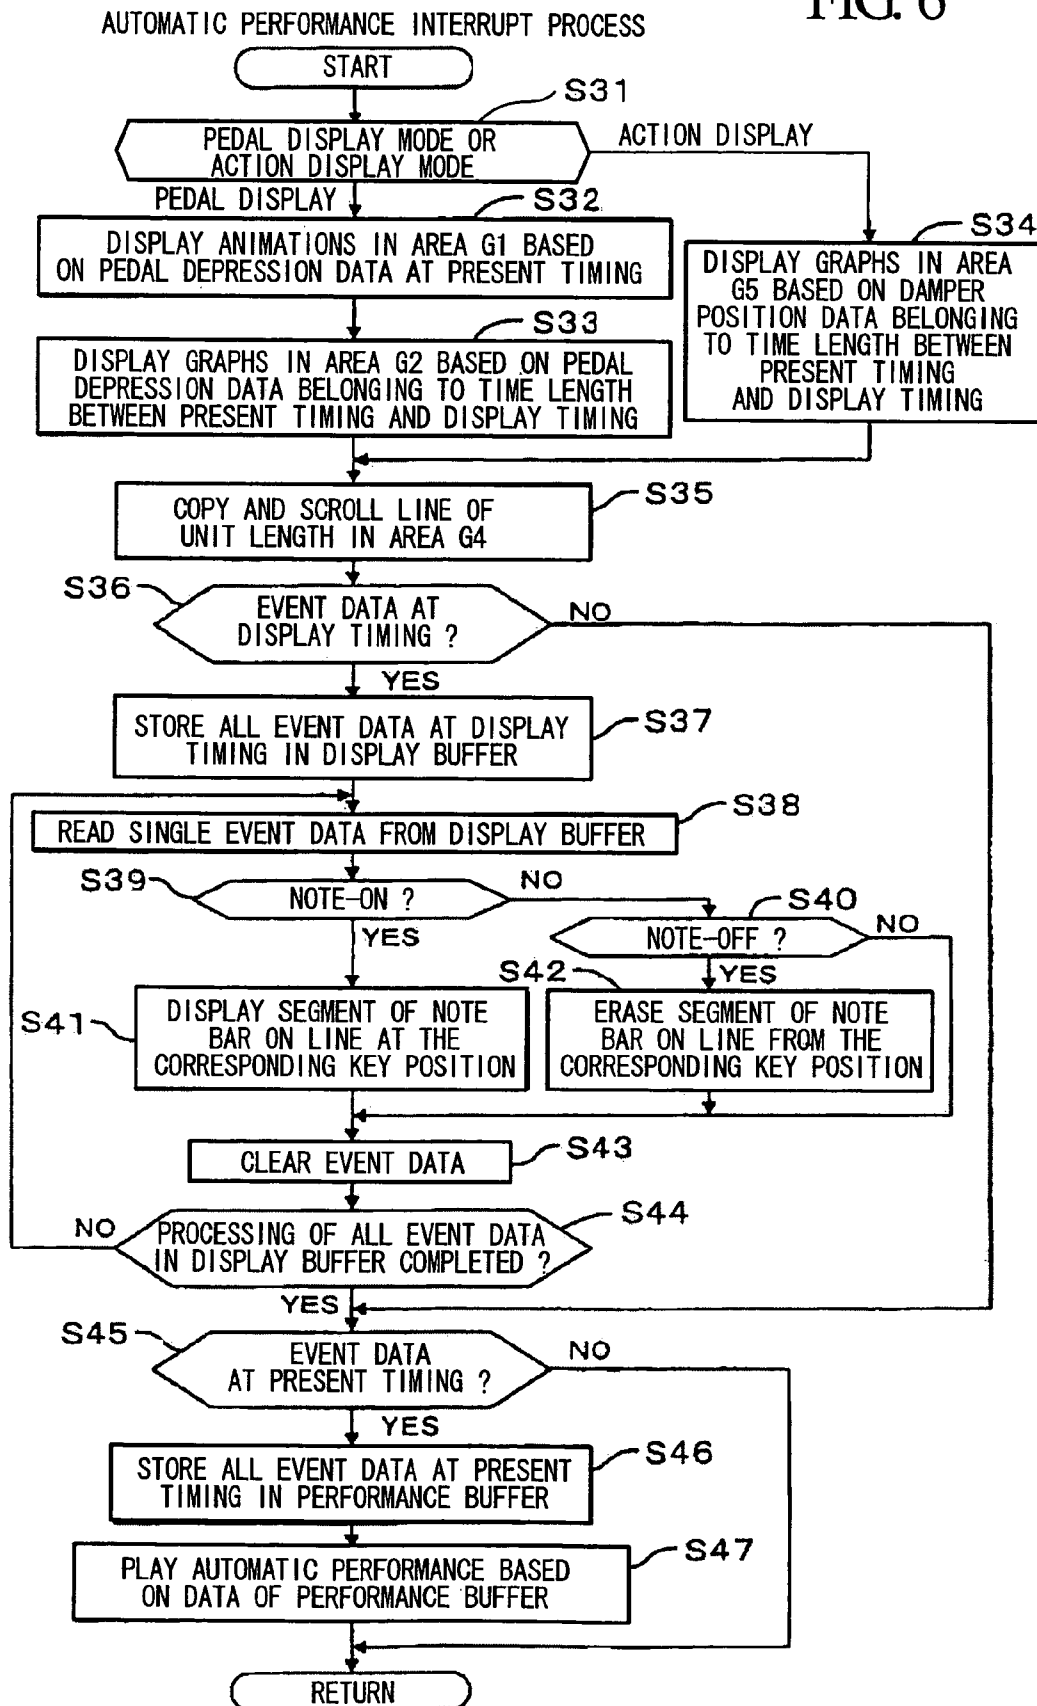 FIG. 6
AUTOMATIC PERFORMANCE INTERRUPT PROCESS
START
S31
PEDAL DISPLAY MODE OR
ACTION DISPLAY MODE
ACTION DISPLAY
PEDAL DISPLAY
S32
DISPLAY ANIMATIONS IN AREA G1 BASED
ON PEDAL DEPRESSION DATA AT PRESENT TIMING
S34
DISPLAY GRAPHS IN AREA
G5 BASED ON DAMPER
POSITION DATA BELONGING
TO TIME LENGTH BETWEEN
PRESENT TIMING
AND DISPLAY TIMING
S33
DISPLAY GRAPHS IN AREA G2 BASED ON PEDAL
DEPRESSION DATA BELONGING TO TIME LENGTH
BETWEEN PRESENT TIMING AND DISPLAY TIMING
S35
COPY AND SCROLL LINE OF
UNIT LENGTH IN AREA G4
S36
EVENT DATA AT
DISPLAY TIMING ?
NO
YES
S37
STORE ALL EVENT DATA AT DISPLAY
TIMING IN DISPLAY BUFFER
S38
READ SINGLE EVENT DATA FROM DISPLAY BUFFER
S39
NOTE-ON ?
NO
S40
NOTE-OFF ?
NO
YES
YES
S41
DISPLAY SEGMENT OF NOTE
BAR ON LINE AT THE
CORRESPONDING KEY POSITION
S42
ERASE SEGMENT OF NOTE
BAR ON LINE FROM THE
CORRESPONDING KEY POSITION
S43
CLEAR EVENT DATA
S44
PROCESSING OF ALL EVENT DATA
IN DISPLAY BUFFER COMPLETED ?
NO
YES
S45
EVENT DATA
AT PRESENT TIMING ?
NO
YES
S46
STORE ALL EVENT DATA AT PRESENT
TIMING IN PERFORMANCE BUFFER
S47
PLAY AUTOMATIC PERFORMANCE BASED
ON DATA OF PERFORMANCE BUFFER
RETURN